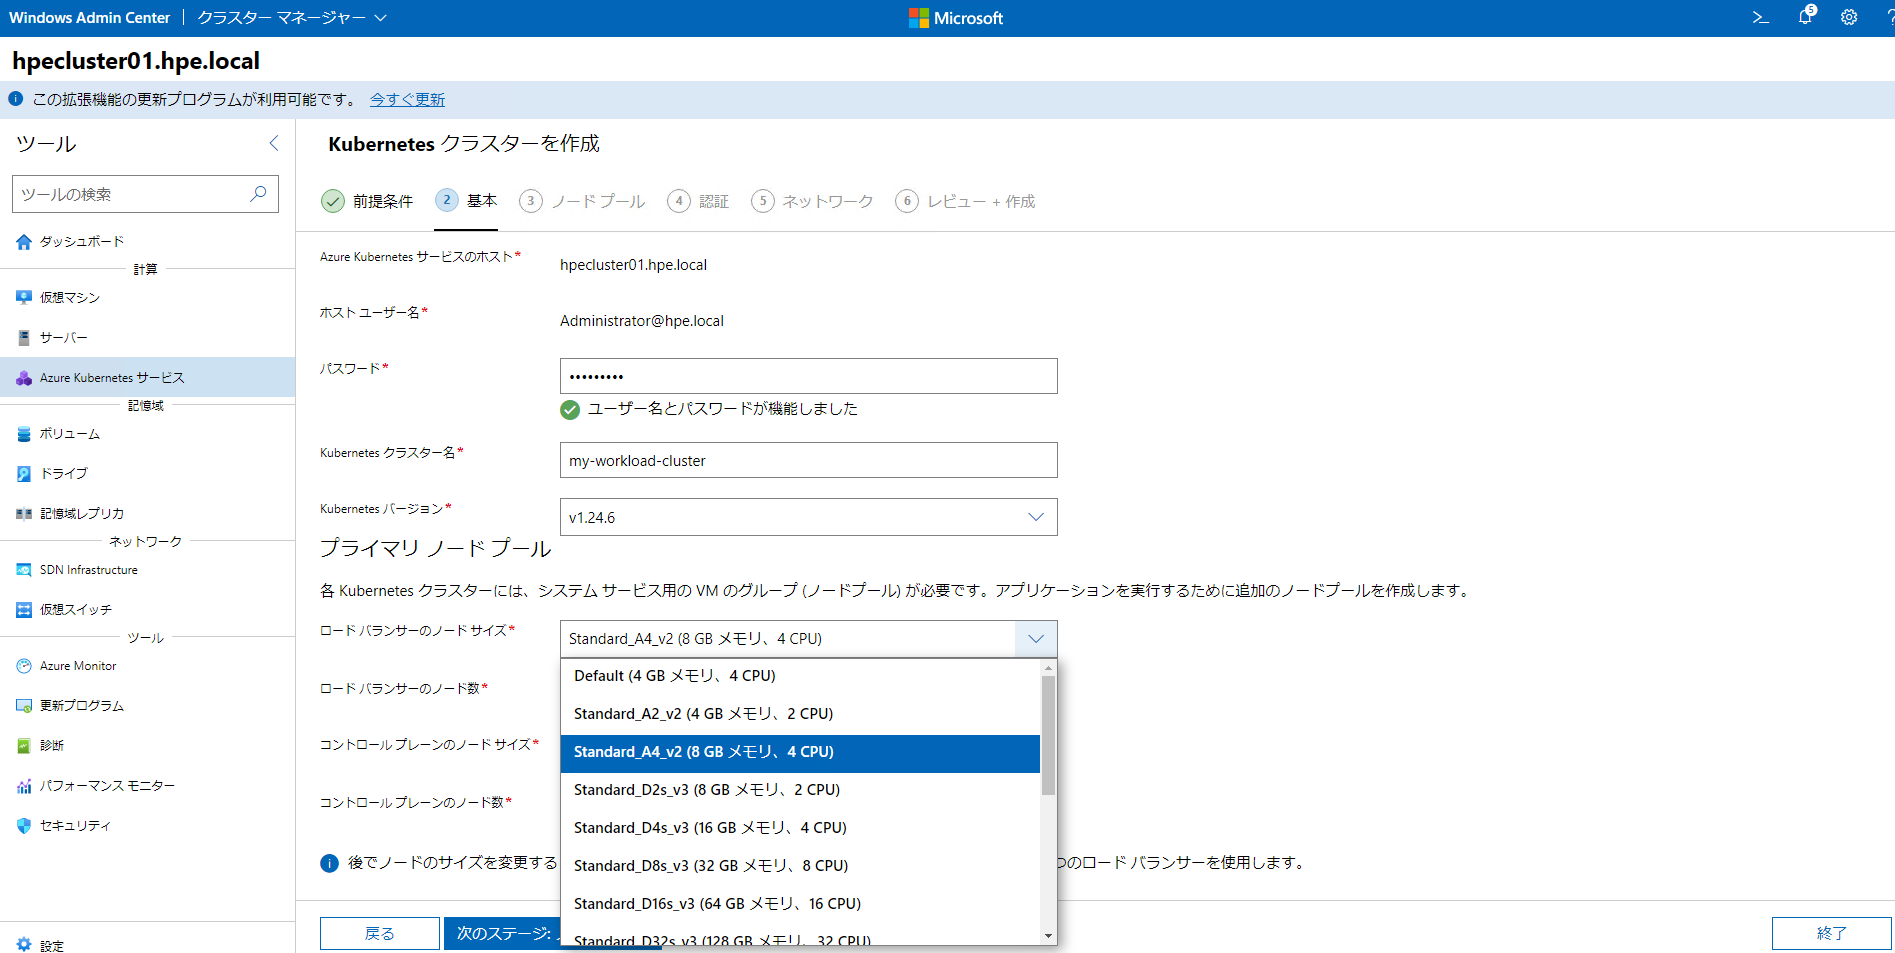 Windows Admin Center クラスター マネージャー Microsoft 5
hpecluster01.hpe.local
この拡張機能の更新プログラムが利用可能です。 今すぐ更新
ツール
ツールの検索
ダッシュボード
計算
仮想マシン
サーバー
Azure Kubernetes サービス
記憶域
ボリューム
ドライブ
記憶域レプリカ
ネットワーク
SDN Infrastructure
仮想スイッチ
ツール
Azure Monitor
更新プログラム
診断
パフォーマンス モニター
セキュリティ
設定
Kubernetes クラスターを作成
前提条件 2 基本 3 ノード プール 4 認証 5 ネットワーク 6 レビュー + 作成
Azure Kubernetes サービスのホスト* hpecluster01.hpe.local
ホスト ユーザー名* Administrator@hpe.local
パスワード* •••••••••
ユーザー名とパスワードが機能しました
Kubernetes クラスター名* my-workload-cluster
Kubernetes バージョン* v1.24.6
プライマリ ノード プール
各 Kubernetes クラスターには、システム サービス用の VM のグループ (ノードプール) が必要です。アプリケーションを実行するために追加のノードプールを作成します。
ロード バランサーのノード サイズ* Standard_A4_v2 (8 GB メモリ、4 CPU)
Default (4 GB メモリ、4 CPU)
Standard_A2_v2 (4 GB メモリ、2 CPU)
Standard_A4_v2 (8 GB メモリ、4 CPU)
Standard_D2s_v3 (8 GB メモリ、2 CPU)
Standard_D4s_v3 (16 GB メモリ、4 CPU)
Standard_D8s_v3 (32 GB メモリ、8 CPU)
Standard_D16s_v3 (64 GB メモリ、16 CPU)
Standard_D32s_v3 (128 GB メモリ、32 CPU)
ロード バランサーのノード数*
コントロール プレーンのノード サイズ*
コントロール プレーンのノード数*
後でノードのサイズを変更する つのロード バランサーを使用します。
戻る 次のステージ: 終了